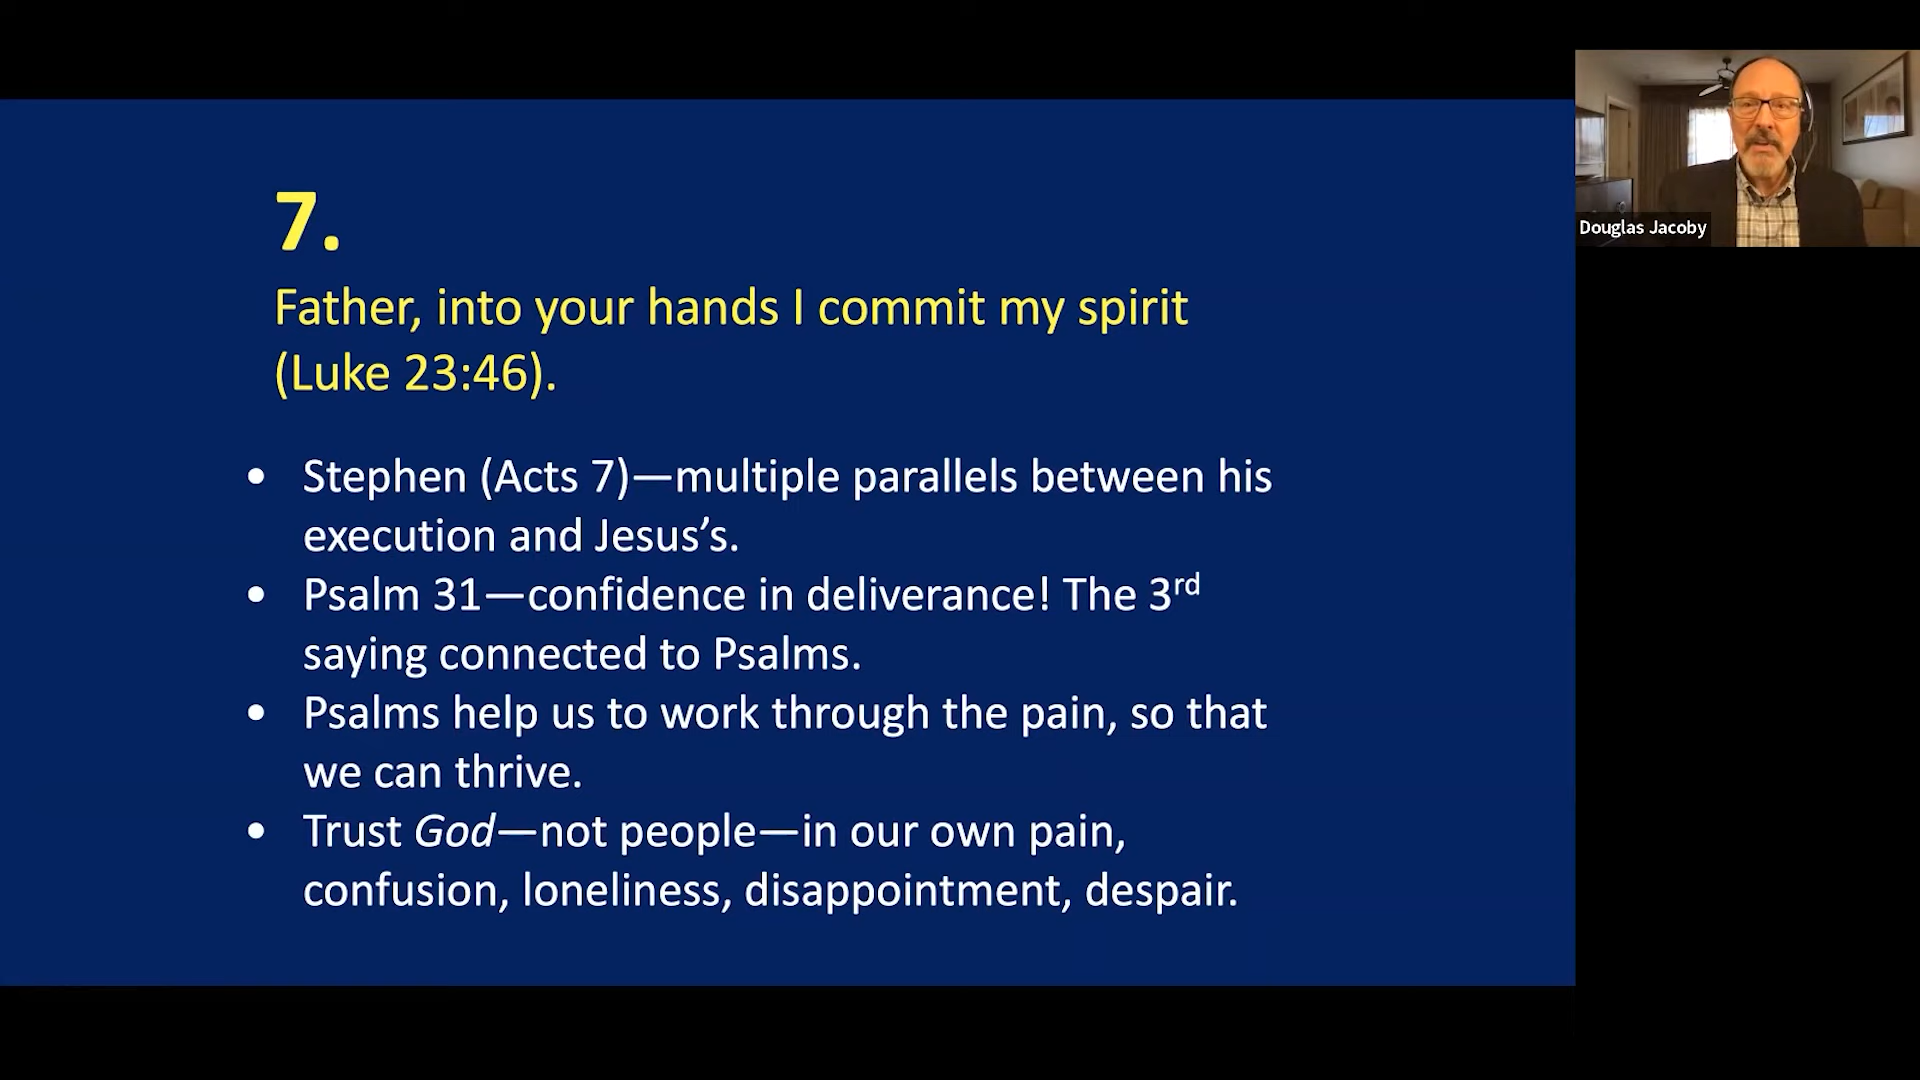 7.
Father, into your hands I commit my spirit
(Luke 23:46).
• Stephen (Acts 7)—multiple parallels between his
execution and Jesus’s.
• Psalm 31—confidence in deliverance! The 3rd
saying connected to Psalms.
• Psalms help us to work through the pain, so that
we can thrive.
• Trust God—not people—in our own pain,
confusion, loneliness, disappointment, despair.
Douglas Jacoby